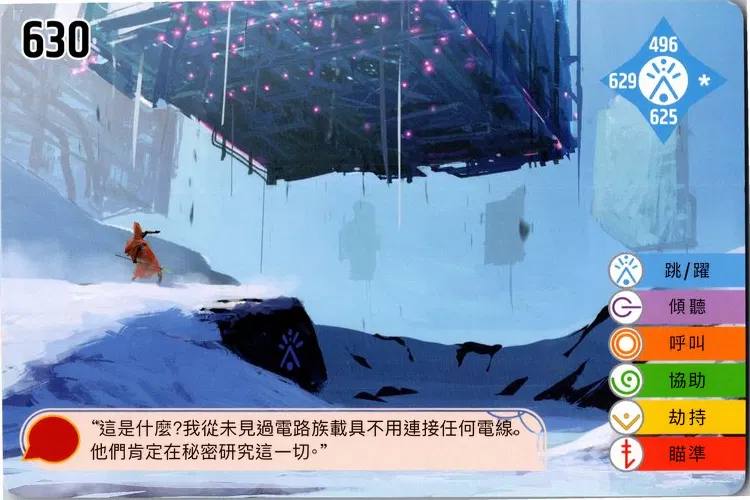 630
496
629
*
625
跳/躍
傾聽
呼叫
協助
劫持
瞄準
“這是什麼?我從未見過電路族載具不用連接任何電線。
他們肯定在秘密研究這一切。”